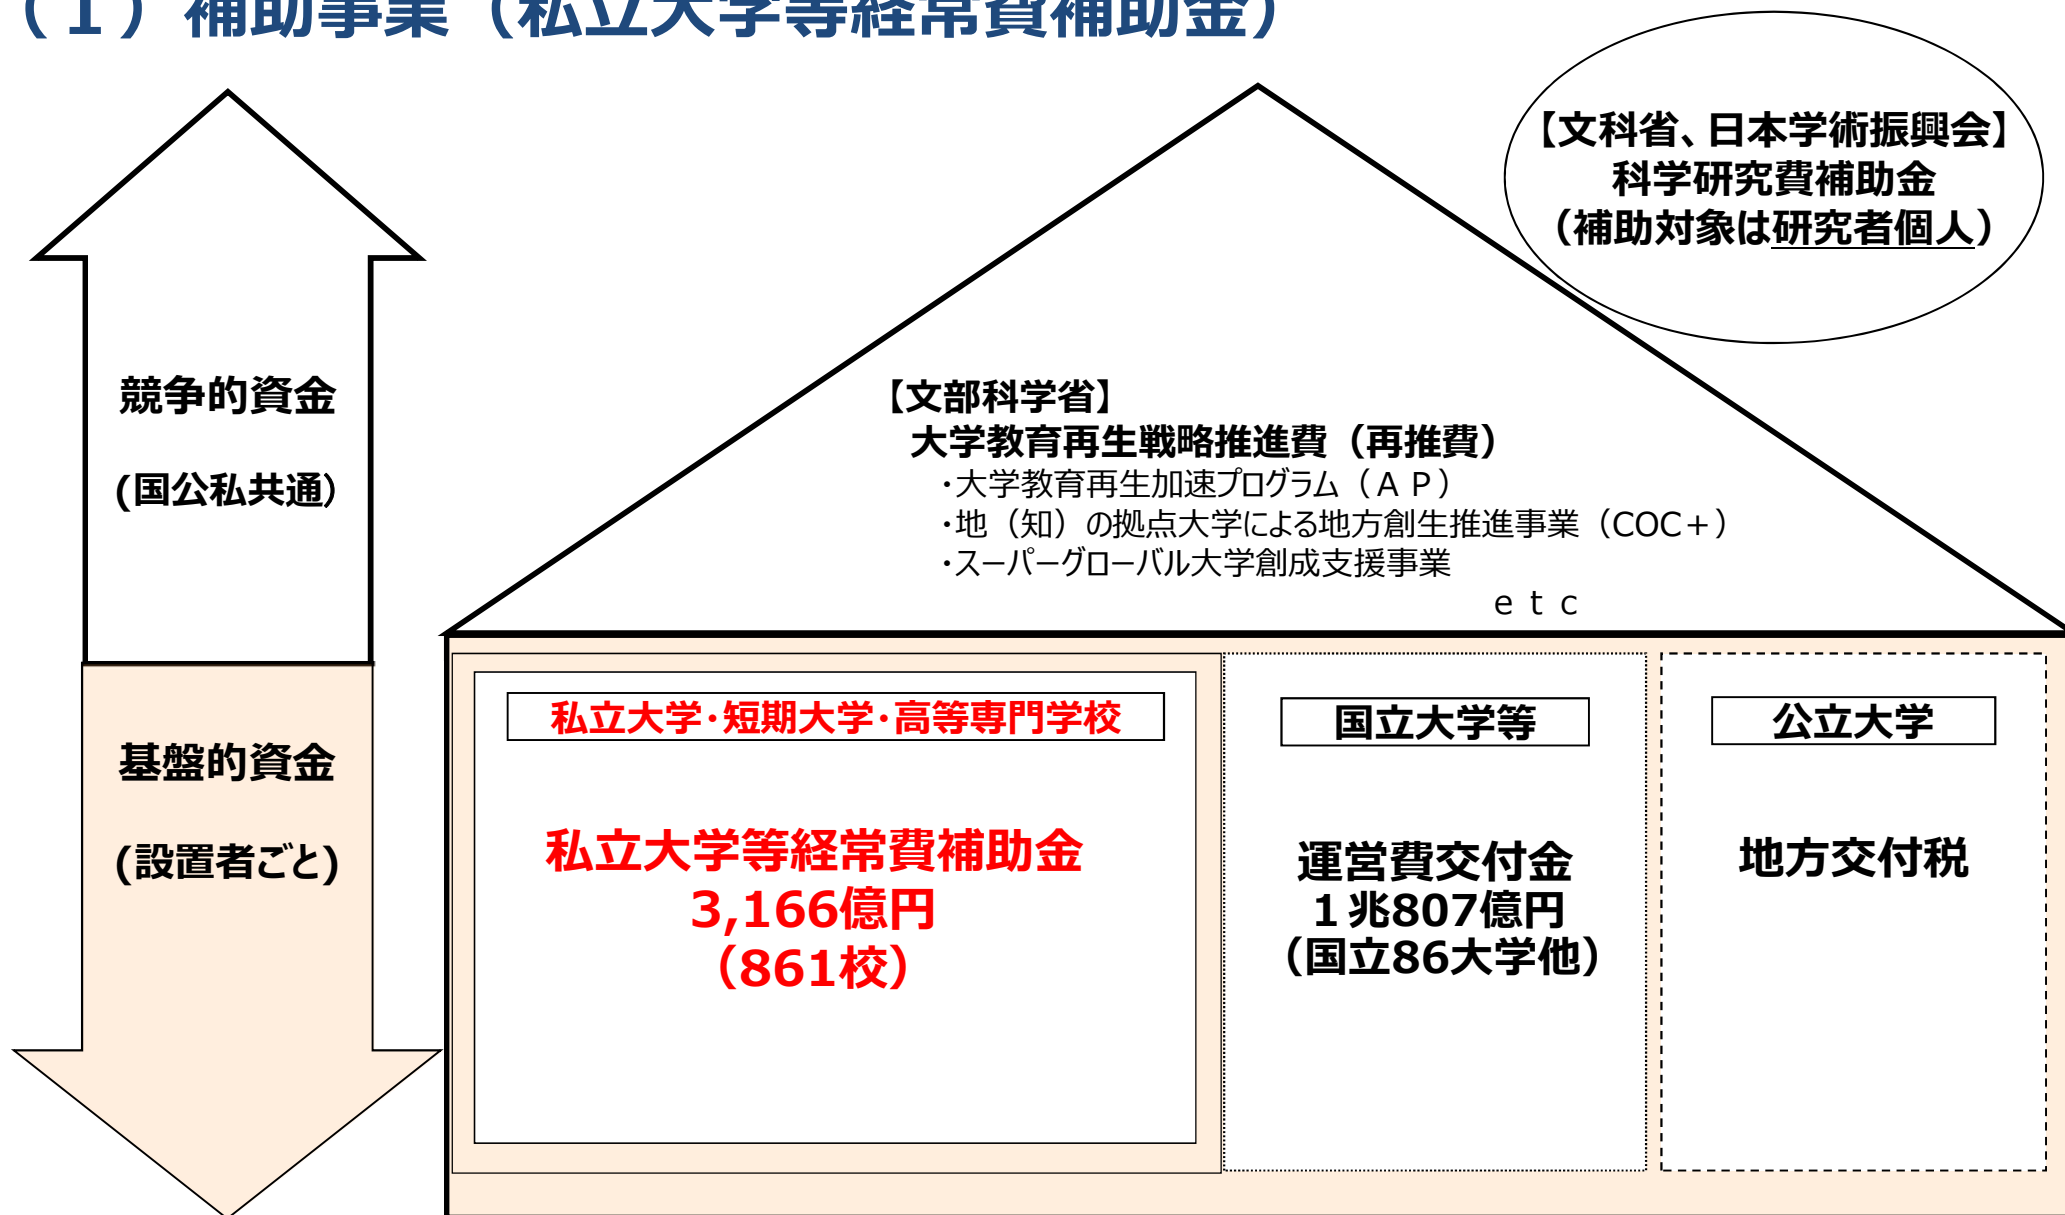 （１）補助事業（私立大学等経常費補助金）
【文科省、日本学術振興会】
科学研究費補助金
（補助対象は研究者個人）
競争的資金
(国公私共通）
【文部科学省】
大学教育再生戦略推進費（再推費）
・大学教育再生加速プログラム（ＡＰ）
・地（知）の拠点大学による地方創生推進事業（COC＋）
・スーパーグローバル大学創成支援事業
ｅｔｃ
基盤的資金
(設置者ごと)
私立大学・短期大学・高等専門学校
私立大学等経常費補助金
3,166億円
（861校）
国立大学等
運営費交付金
１兆807億円
（国立86大学他）
公立大学
地方交付税